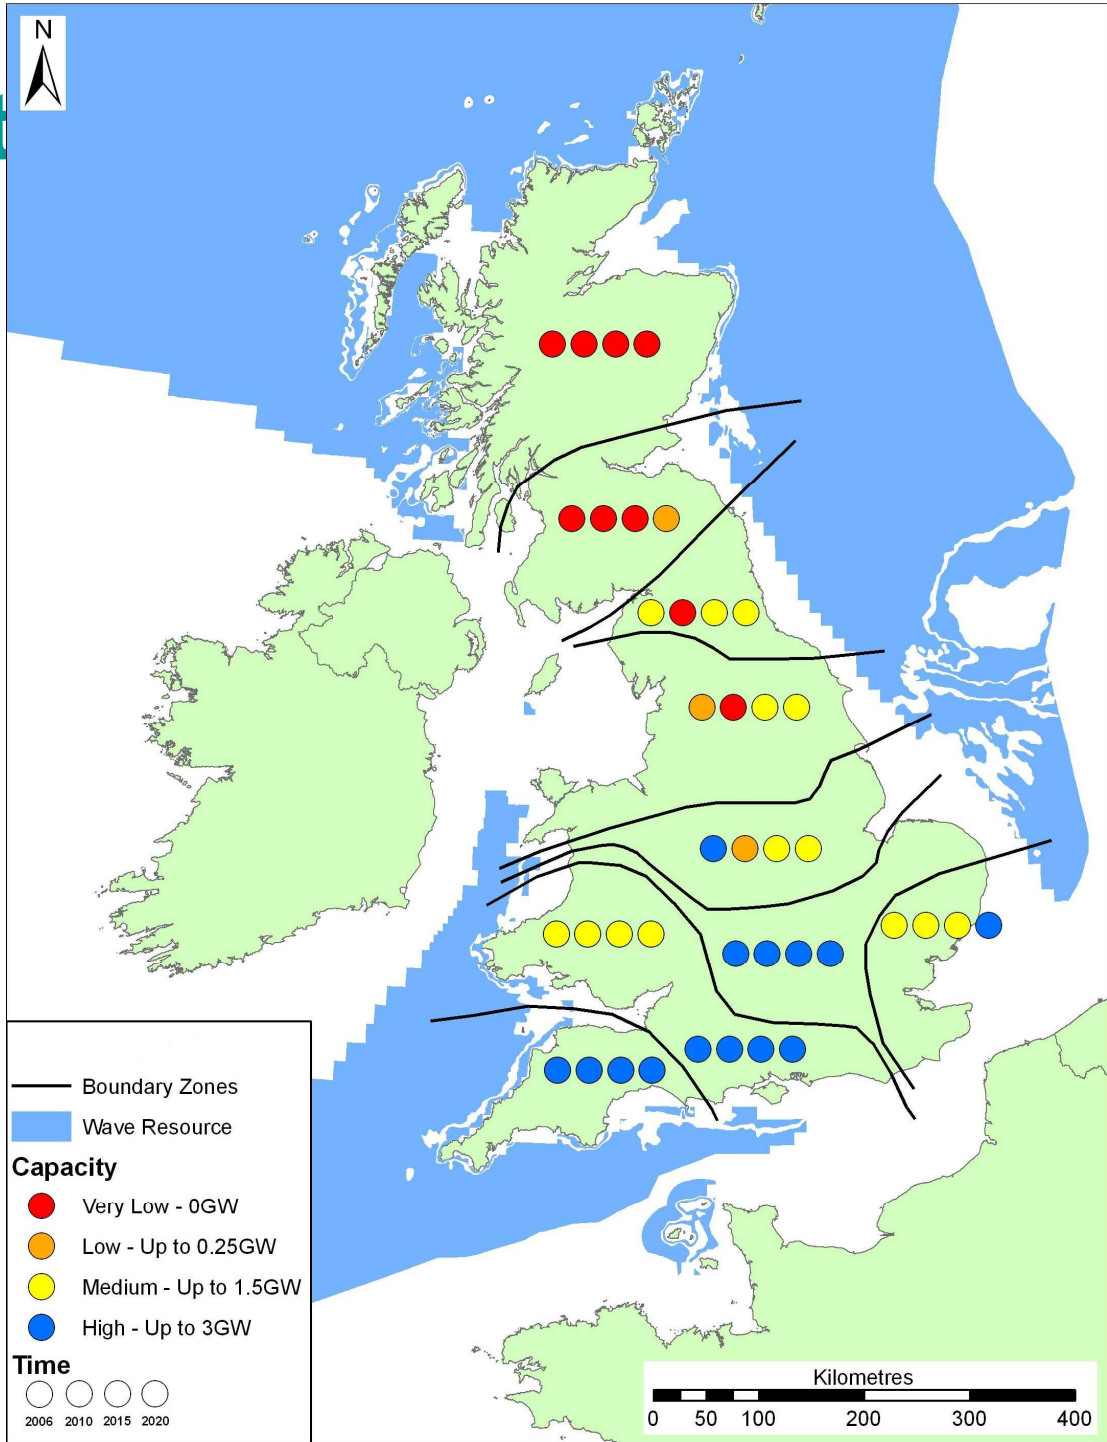 N
t
Boundary Zones
Wave Resource
Capacity
Very Low - 0GW
Low - Up to 0.25GW
Medium - Up to 1.5GW
High - Up to 3GW
Time
2006 2010 2015 2020
Kilometres
0 50 100 200 300 400